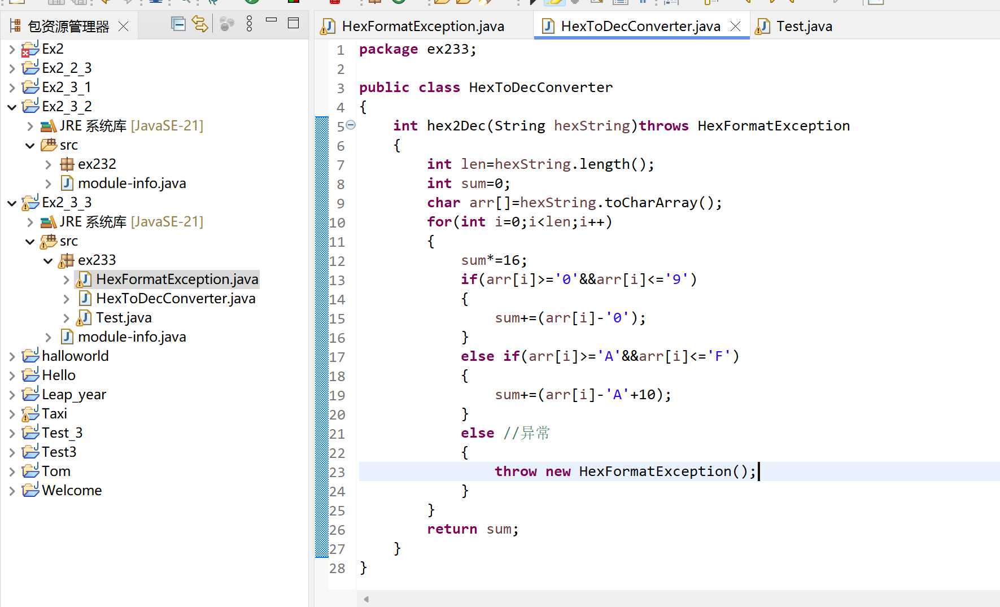 包资源管理器
Ex2
Ex2_2_3
Ex2_3_1
Ex2_3_2
JRE 系统库 [JavaSE-21]
src
ex232
module-info.java
Ex2_3_3
JRE 系统库 [JavaSE-21]
src
ex233
HexFormatException.java
HexToDecConverter.java
Test.java
module-info.java
halloworld
Hello
Leap_year
Taxi
Test_3
Test3
Tom
Welcome
HexFormatException.java HexToDecConverter.java Test.java
1 package ex233;
2
3 public class HexToDecConverter
4 {
5 int hex2Dec(String hexString)throws HexFormatException
6 {
7 int len=hexString.length();
8 int sum=0;
9 char arr[]=hexString.toCharArray();
10 for(int i=0;i<len;i++)
11 {
12 sum*=16;
13 if(arr[i]>='0'&&arr[i]<='9')
14 {
15 sum+=(arr[i]-'0');
16 }
17 else if(arr[i]>='A'&&arr[i]<='F')
18 {
19 sum+=(arr[i]-'A'+10);
20 }
21 else //异常
22 {
23 throw new HexFormatException();
24 }
25 }
26 return sum;
27 }
28 }